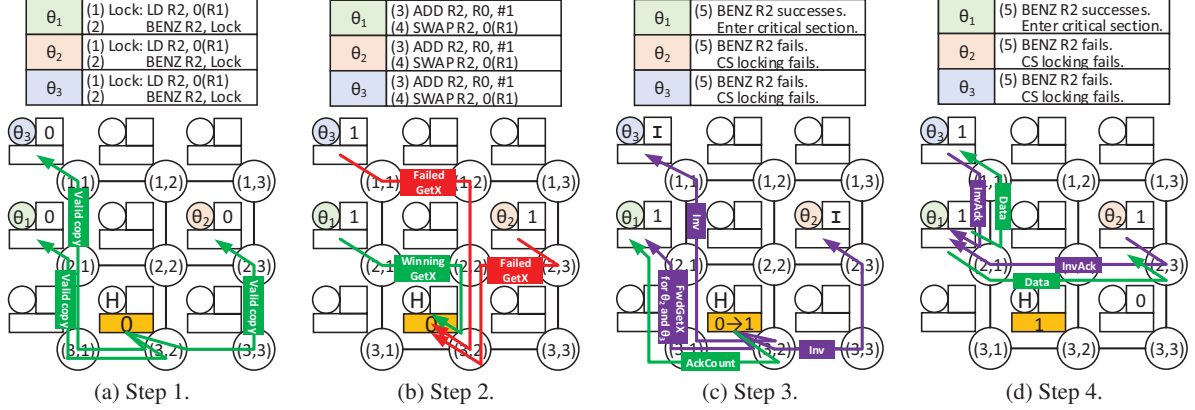 θ1
(1) Lock: LD R2, 0(R1)
(2) BENZ R2, Lock
θ2
(1) Lock: LD R2, 0(R1)
(2) BENZ R2, Lock
θ3
(1) Lock: LD R2, 0(R1)
(2) BENZ R2, Lock
θ3 0
(1,1) (1,2) (1,3)
Valid copy
θ1 0
θ2 0
(2,1) (2,2) (2,3)
Valid copy
Valid copy
H
0
(3,1) (3,2) (3,3)
(a) Step 1.
θ1
(3) ADD R2, R0, #1
(4) SWAP R2, 0(R1)
θ2
(3) ADD R2, R0, #1
(4) SWAP R2, 0(R1)
θ3
(3) ADD R2, R0, #1
(4) SWAP R2, 0(R1)
θ3 1
(1,1) (1,2) (1,3)
Failed
GetX
θ1 1
θ2 1
(2,1) (2,2) (2,3)
Winning
GetX
Failed
GetX
H
0
(3,1) (3,2) (3,3)
(b) Step 2.
θ1
(5) BENZ R2 successes.
Enter critical section.
θ2
(5) BENZ R2 fails.
CS locking fails.
θ3
(5) BENZ R2 fails.
CS locking fails.
θ3 I
(1,1) (1,2) (1,3)
Inv
θ1 1
θ2 I
(2,1) (2,2) (2,3)
FwdGetX
for θ2 and θ3
H
0→1
(3,1) (3,2) (3,3)
Inv
AckCount
(c) Step 3.
θ1
(5) BENZ R2 successes.
Enter critical section.
θ2
(5) BENZ R2 fails.
CS locking fails.
θ3
(5) BENZ R2 fails.
CS locking fails.
θ3 1
(1,1) (1,2) (1,3)
InvAck
Data
θ1 1
θ2 1
(2,1) (2,2) (2,3)
InvAck
Data
H
0
1
(3,1) (3,2) (3,3)
(d) Step 4.